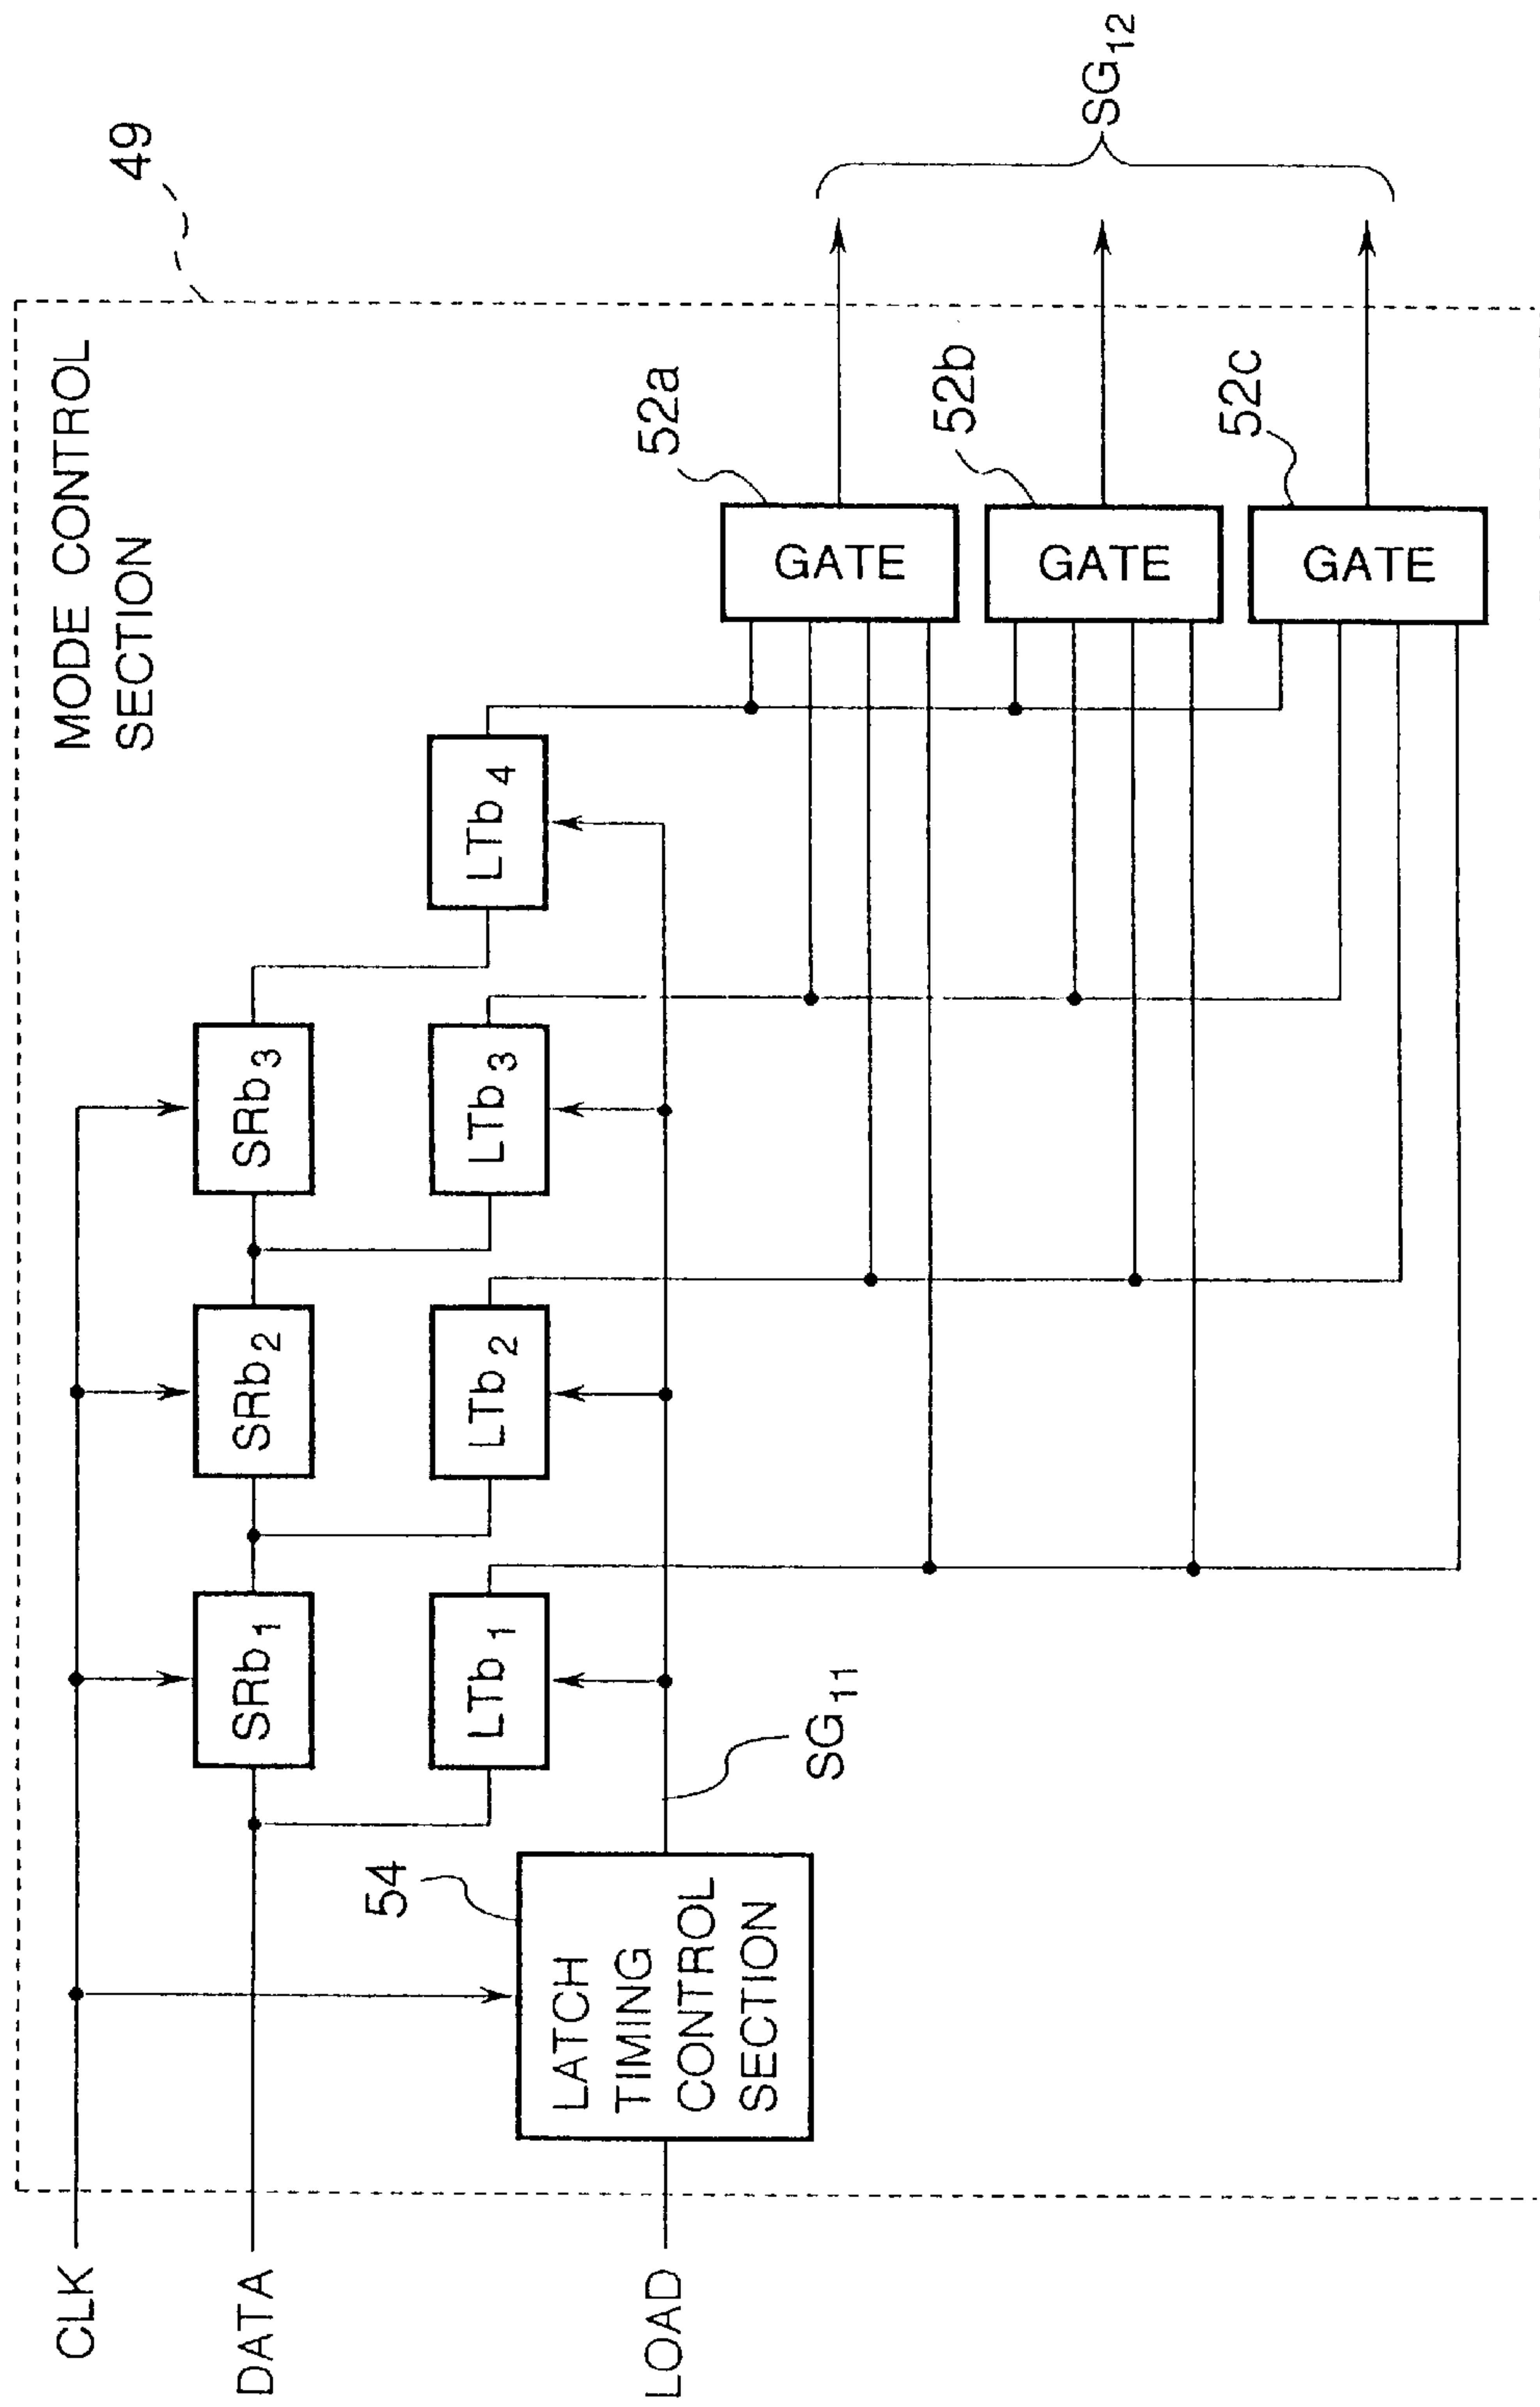 49
MODE CONTROL
SECTION
CLK
DATA
LOAD
SRb1
SRb2
SRb3
LTb1
LTb2
LTb3
LTb4
54
LATCH
TIMING
CONTROL
SECTION
SG11
52a
GATE
52b
GATE
52c
GATE
SG12